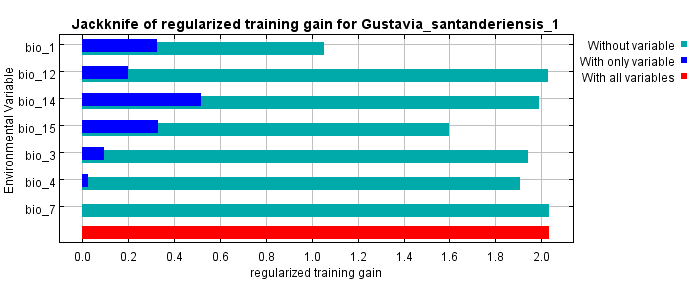 Jackknife of regularized training gain for Gustavia_santanderiensis_1
Environmental Variable
bio_1
bio_12
bio_14
bio_15
bio_3
bio_4
bio_7
0.0 0.2 0.4 0.6 0.8 1.0 1.2 1.4 1.6 1.8 2.0
regularized training gain
Without variable
With only variable
With all variables